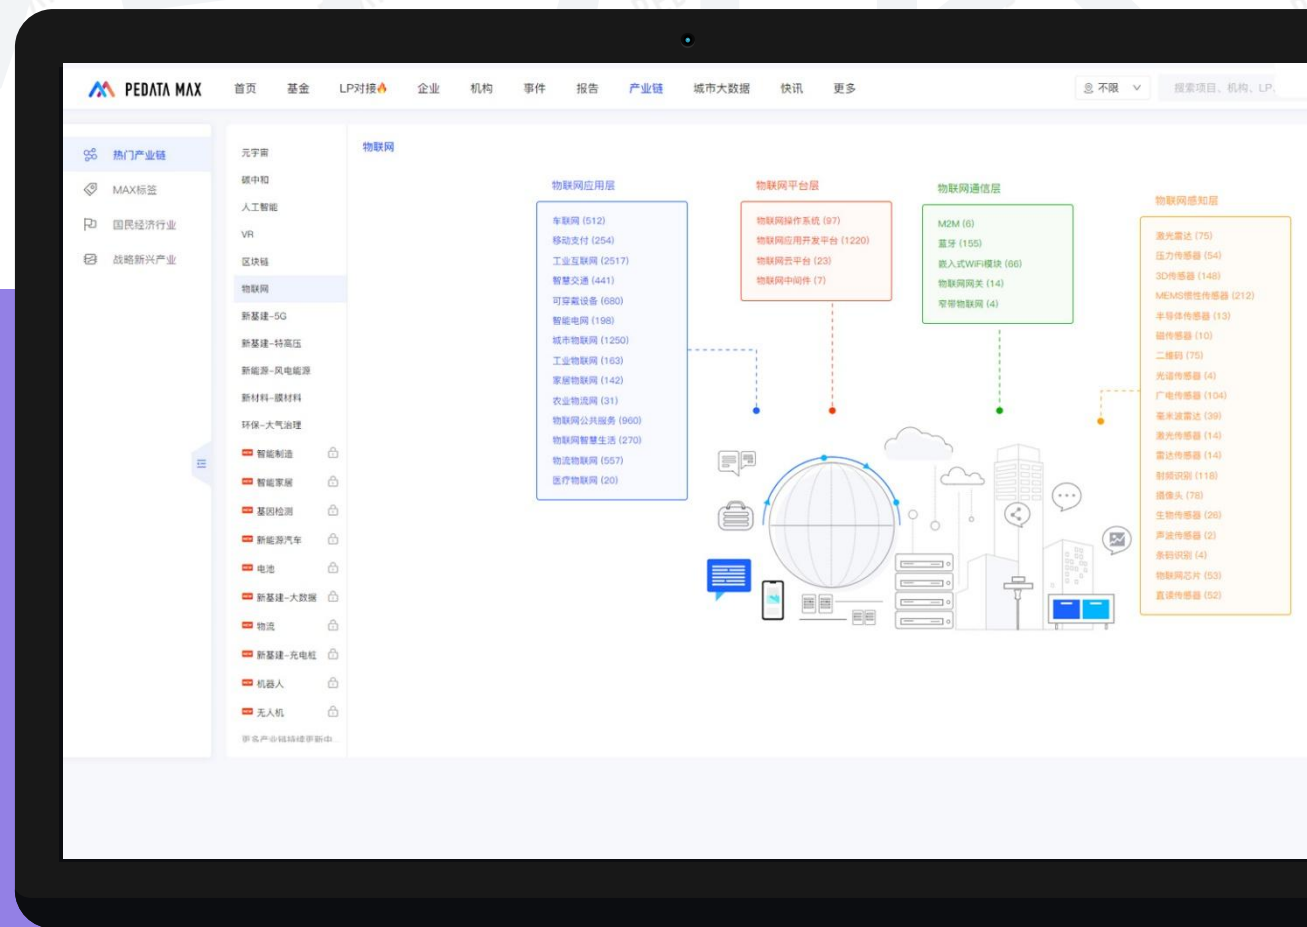 PEDATA MAX
首页 基金 LP对接 企业 机构 事件 报告 产业链 城市大数据 快讯 更多
不限
搜索项目、机构、LP、
热门产业链
MAX标签
国民经济行业
战略新兴产业
元宇宙
碳中和
人工智能
VR
区块链
物联网
新基建-5G
新基建-特高压
新能源-风电能源
新材料-膜材料
环保-大气治理
智能制造
智能家居
基因检测
新能源汽车
电池
新基建-大数据
物流
新基建-充电桩
机器人
无人机
更多产业链持续更新中...
物联网
物联网应用层
车联网 (512)
移动支付 (254)
工业互联网 (2517)
智慧交通 (441)
可穿戴设备 (680)
智能电网 (198)
城市物联网 (1250)
工业物联网 (163)
家居物联网 (142)
农业物流网 (31)
物联网公共服务 (960)
物联网智慧生活 (270)
物流物联网 (557)
医疗物联网 (20)
物联网平台层
物联网操作系统 (97)
物联网应用开发平台 (1220)
物联网云平台 (23)
物联网中间件 (7)
物联网通信层
M2M (6)
蓝牙 (155)
嵌入式WiFi模块 (66)
物联网网关 (14)
窄带物联网 (4)
物联网感知层
激光雷达 (75)
压力传感器 (54)
3D传感器 (148)
MEMS惯性传感器 (212)
半导体传感器 (13)
磁传感器 (10)
二维码 (75)
光谱传感器 (4)
广电传感器 (104)
毫米波雷达 (39)
激光传感器 (14)
雷达传感器 (14)
射频识别 (118)
摄像头 (78)
生物传感器 (26)
声波传感器 (2)
条码识别 (4)
物联网芯片 (53)
直读传感器 (52)